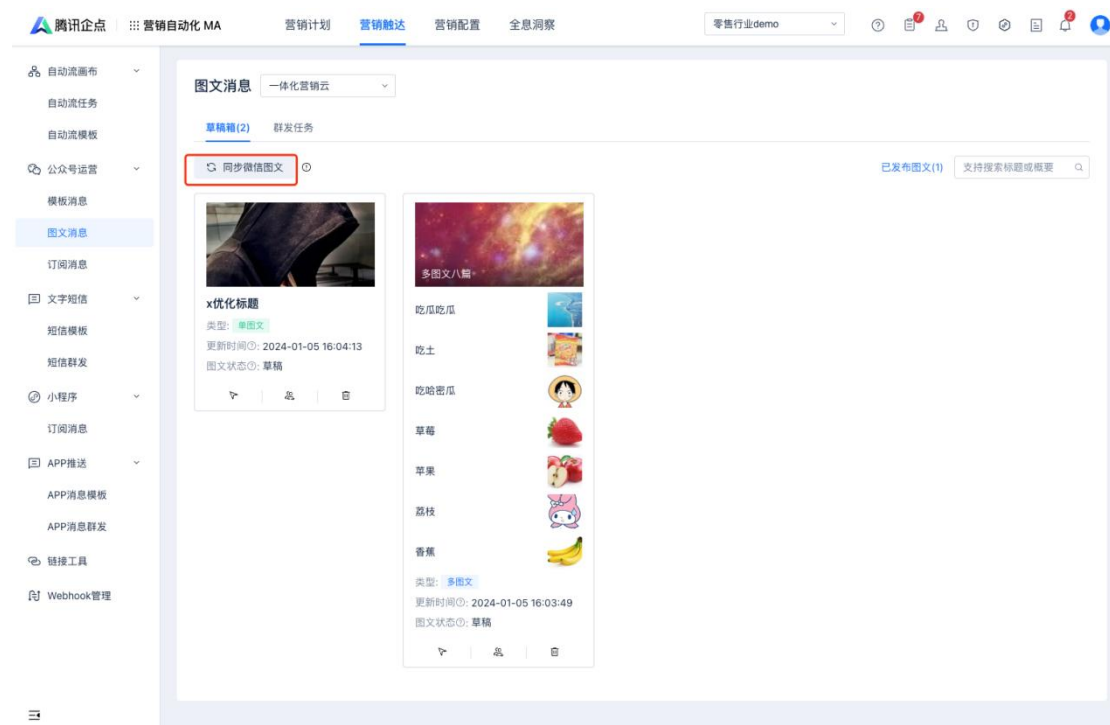 腾讯企点
营销自动化 MA
营销计划
营销触达
营销配置
全息洞察
零售行业demo
7
2
自动流画布
自动流任务
自动流模板
公众号运营
模板消息
图文消息
订阅消息
文字短信
短信模板
短信群发
小程序
订阅消息
APP推送
APP消息模板
APP消息群发
链接工具
Webhook管理
图文消息
一体化营销云
草稿箱(2)
群发任务
同步微信图文
已发布图文(1)
支持搜索标题或概要
x优化标题
类型: 单图文
更新时间: 2024-01-05 16:04:13
图文状态: 草稿
多图文八篇
吃瓜吃瓜
吃土
吃哈密瓜
草莓
苹果
荔枝
香蕉
类型: 多图文
更新时间: 2024-01-05 16:03:49
图文状态: 草稿